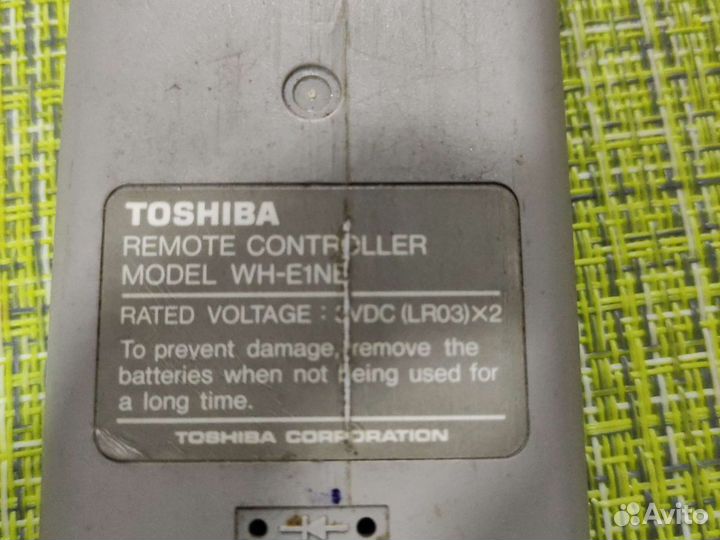 TOSHIBA
REMOTE CONTROLLER
MODEL WH-E1NE
RATED VOLTAGE : 3VDC (LR03)×2
To prevent damage, remove the
batteries when not being used for
a long time.
TOSHIBA CORPORATION
Avito